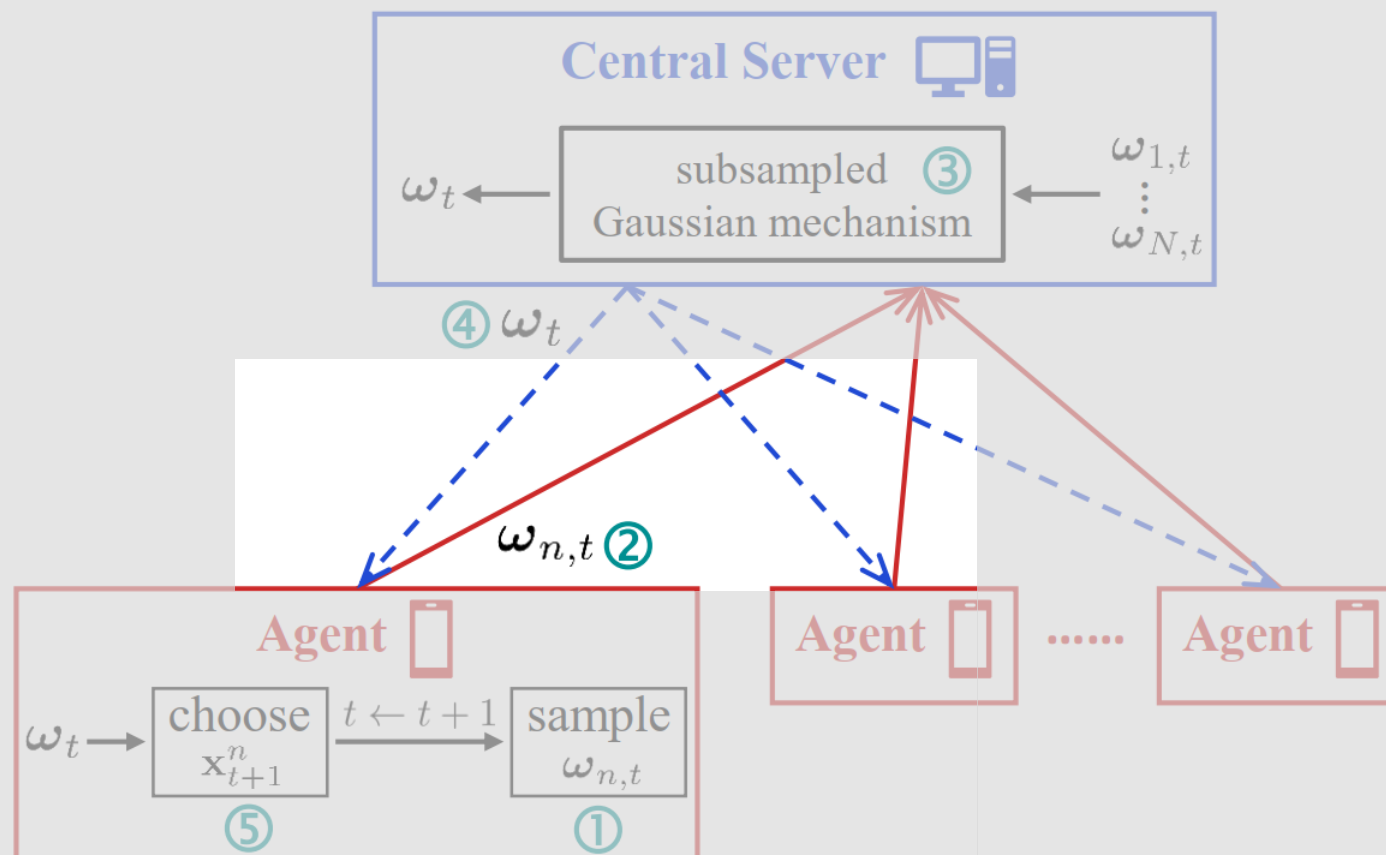 Central Server
subsampled ③
Gaussian mechanism
ω_t
ω_{1,t}
⋮
ω_{N,t}
④ ω_t
ω_{n,t} ②
Agent
ω_t
choose
x^n_{t+1}
t ← t + 1
sample
ω_{n,t}
⑤
①
Agent
......
Agent